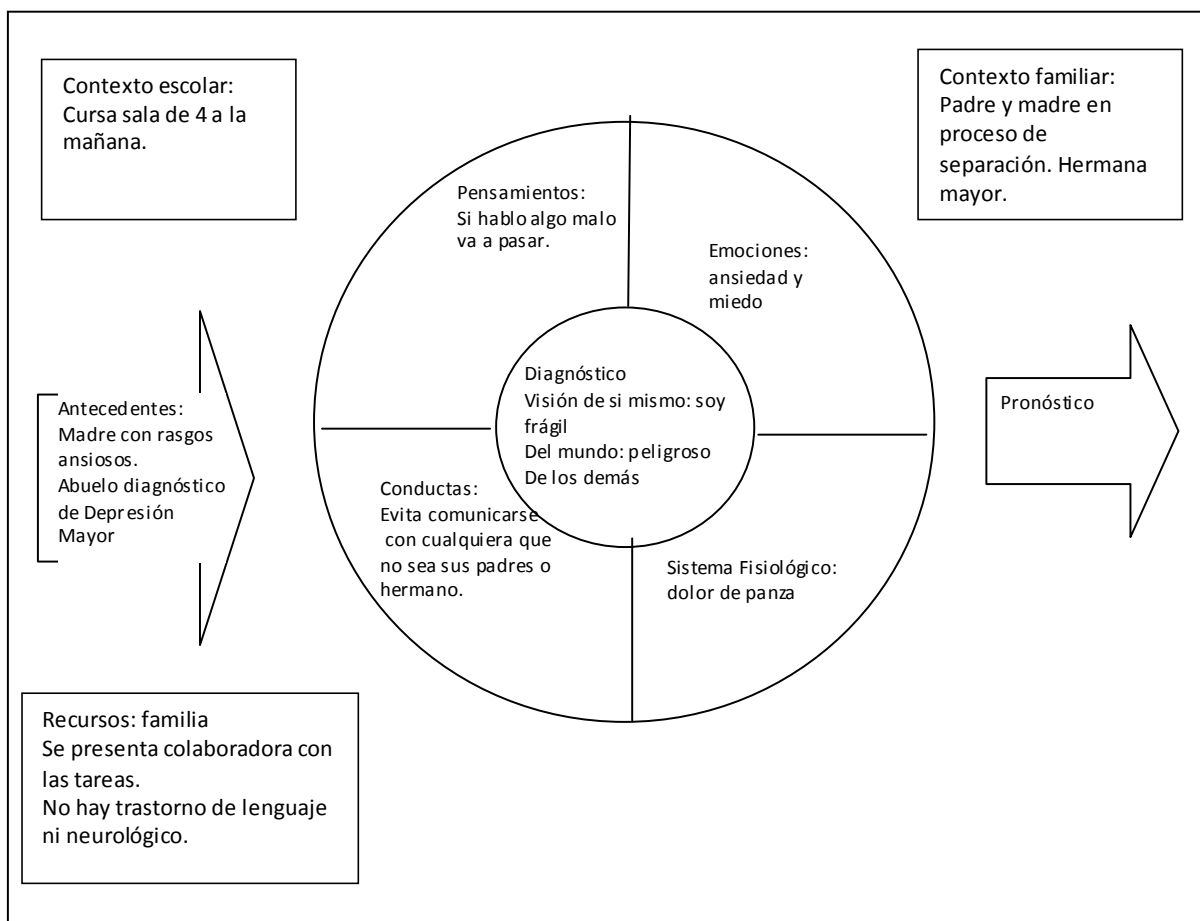 Contexto escolar:
Cursa sala de 4 a la
mañana.
Contexto familiar:
Padre y madre en
proceso de
separación. Hermana
mayor.
Pensamientos:
Si hablo algo malo
va a pasar.
Emociones:
ansiedad y
miedo
Antecedentes:
Madre con rasgos
ansiosos.
Abuelo diagnóstico
de Depresión
Mayor
Diagnóstico
Visión de si mismo: soy
frágil
Del mundo: peligroso
De los demás
Pronóstico
Conductas:
Evita comunicarse
con cualquiera que
no sea sus padres o
hermano.
Sistema Fisiológico:
dolor de panza
Recursos: familia
Se presenta colaboradora con
las tareas.
No hay trastorno de lenguaje
ni neurológico.